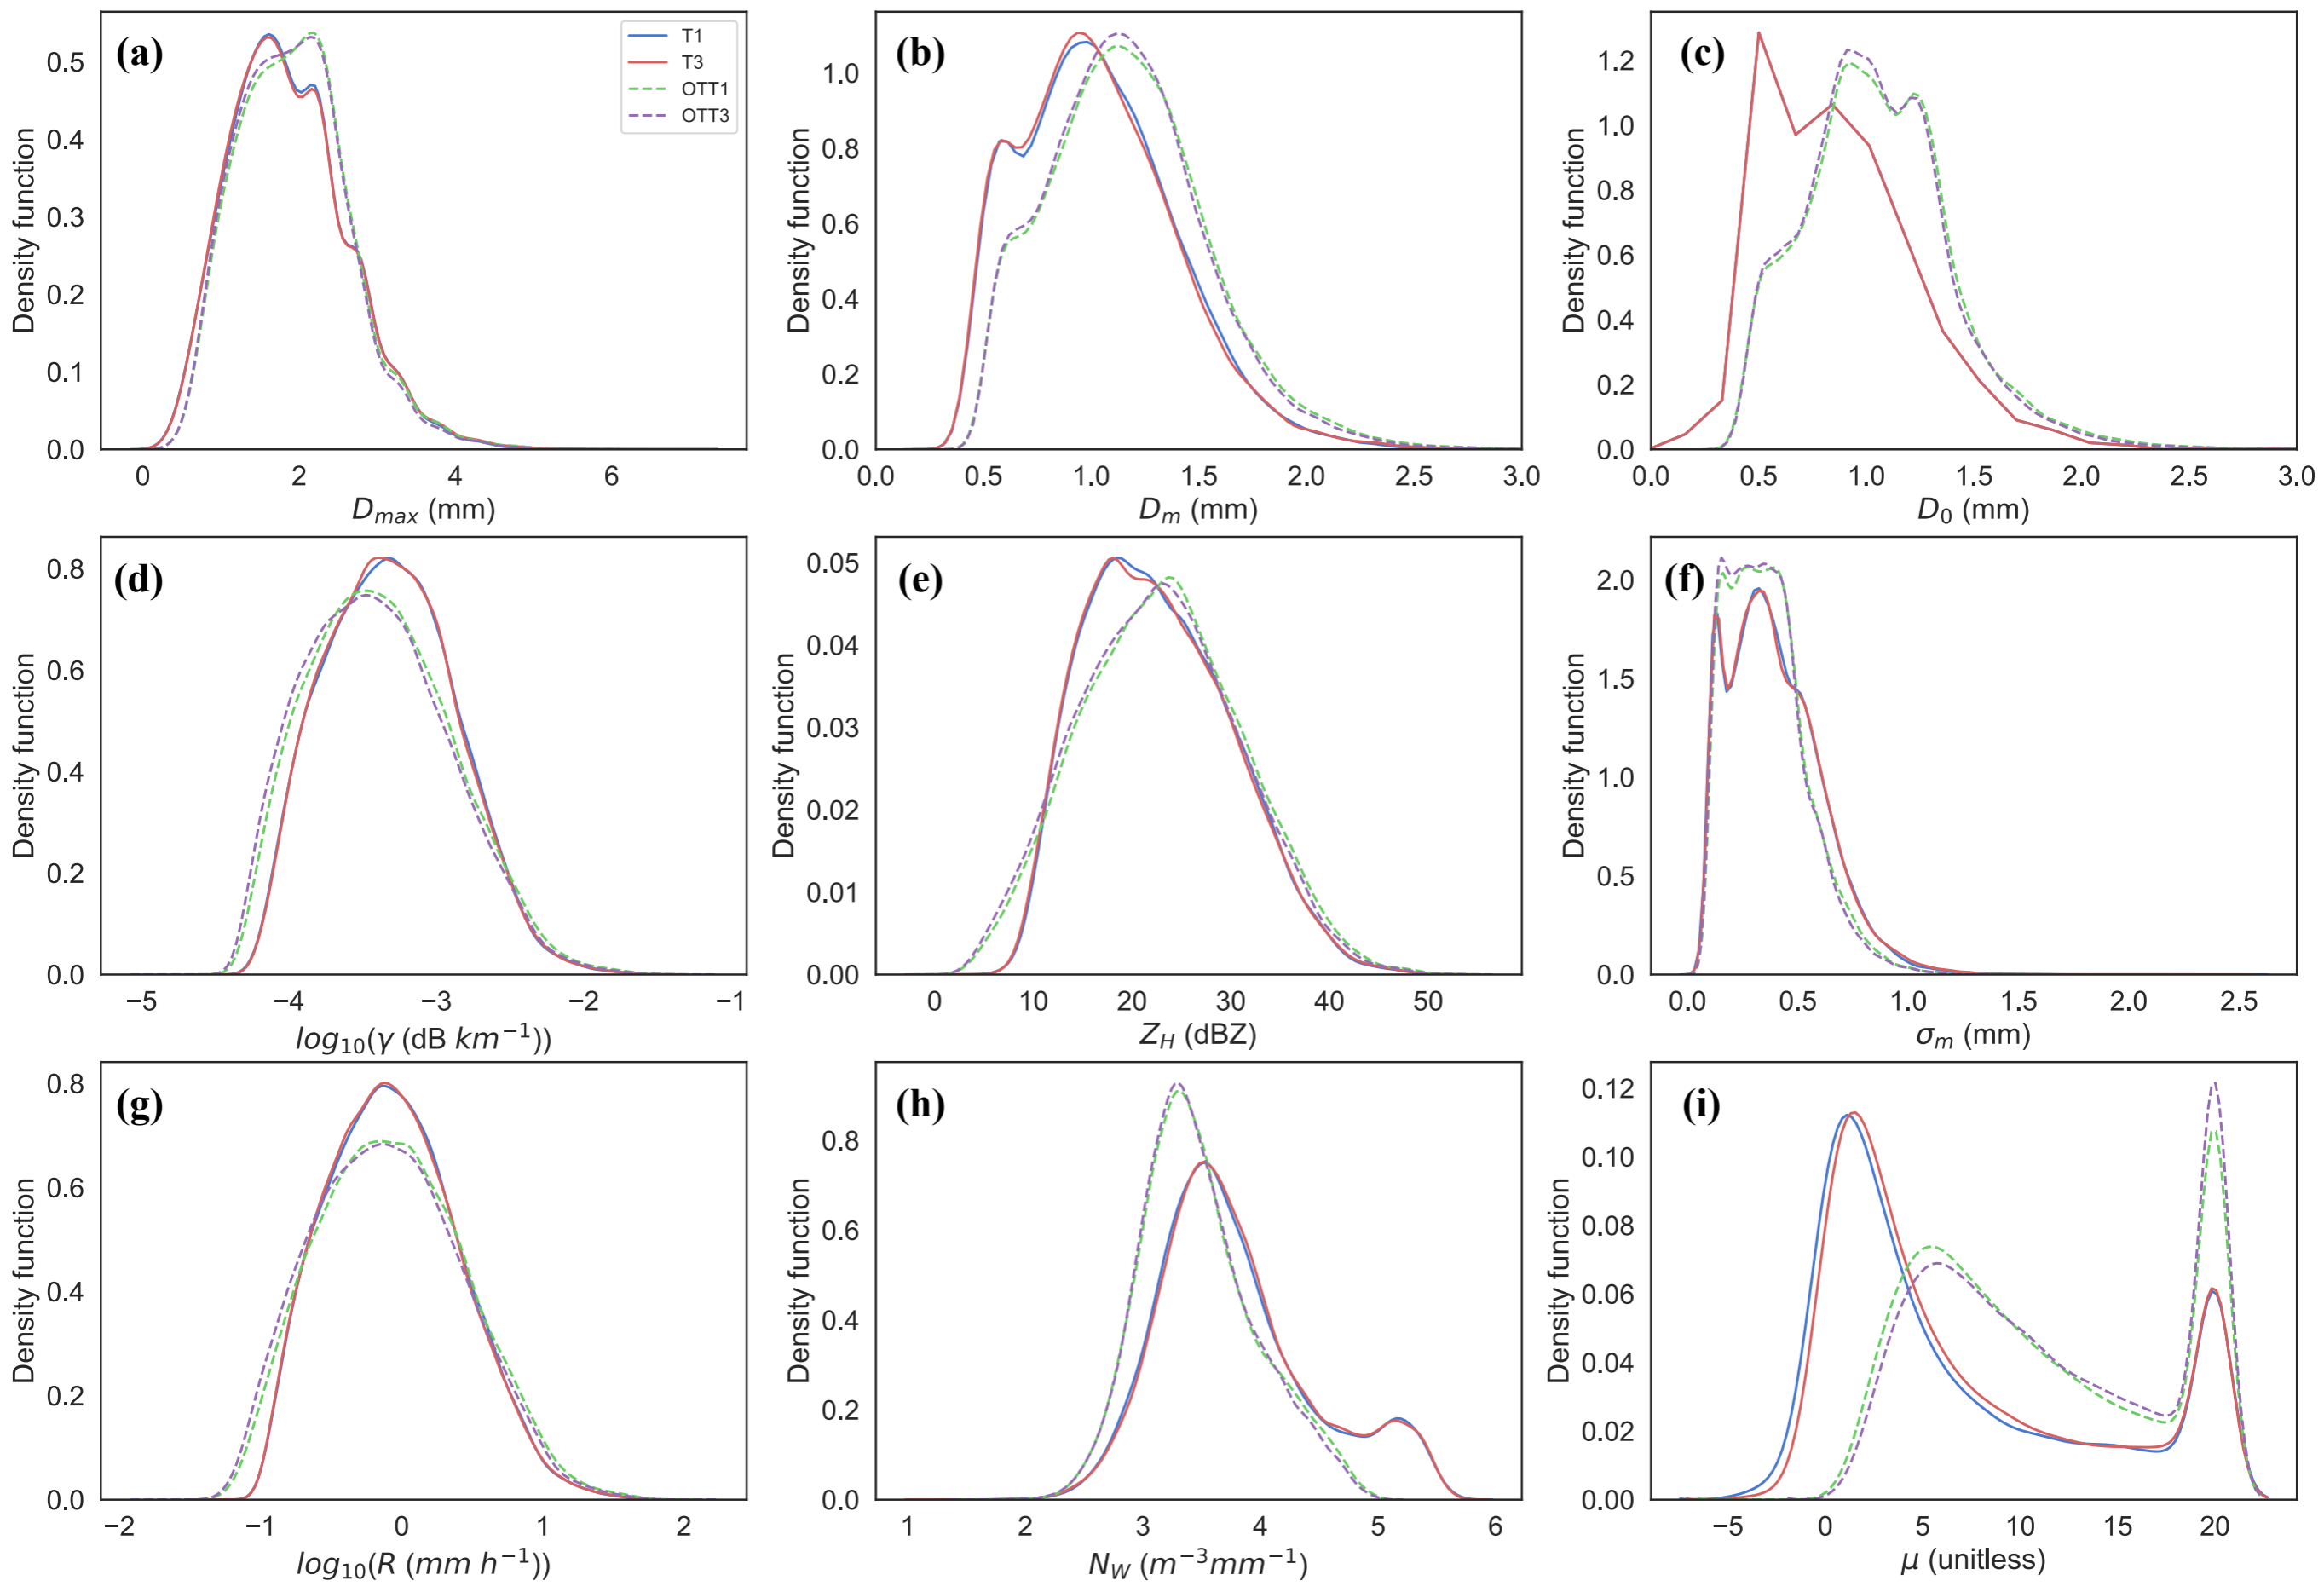 (a)
T1
T3
OTT1
OTT3
Density function
0.5
0.4
0.3
0.2
0.1
0.0
0 2 4 6
D_max (mm)
(b)
Density function
1.0
0.8
0.6
0.4
0.2
0.0
0.0 0.5 1.0 1.5 2.0 2.5 3.0
D_m (mm)
(c)
Density function
1.2
1.0
0.8
0.6
0.4
0.2
0.0
0.0 0.5 1.0 1.5 2.0 2.5 3.0
D_0 (mm)
(d)
Density function
0.8
0.6
0.4
0.2
0.0
−5 −4 −3 −2 −1
log_10(γ (dB km^−1))
(e)
Density function
0.05
0.04
0.03
0.02
0.01
0.00
0 10 20 30 40 50
Z_H (dBZ)
(f)
Density function
2.0
1.5
1.0
0.5
0.0
0.0 0.5 1.0 1.5 2.0 2.5
σ_m (mm)
(g)
Density function
0.8
0.6
0.4
0.2
0.0
−2 −1 0 1 2
log_10(R (mm h^−1))
(h)
Density function
0.8
0.6
0.4
0.2
0.0
1 2 3 4 5 6
N_W (m^−3mm^−1)
(i)
Density function
0.12
0.10
0.08
0.06
0.04
0.02
0.00
−5 0 5 10 15 20
μ (unitless)